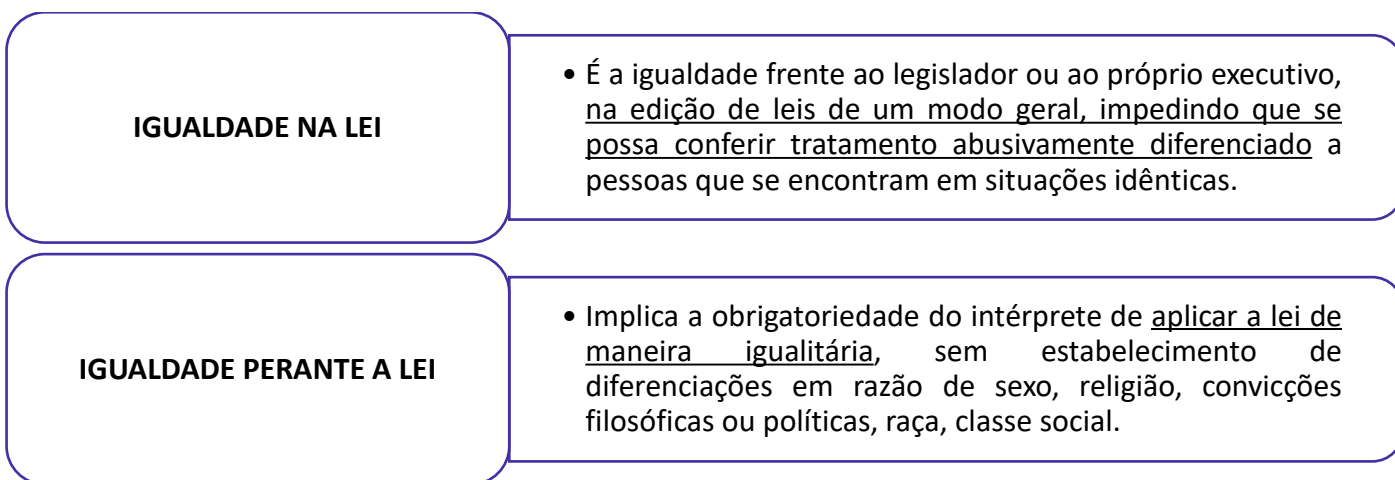 IGUALDADE NA LEI
• É a igualdade frente ao legislador ou ao próprio executivo,
na edição de leis de um modo geral, impedindo que se
possa conferir tratamento abusivamente diferenciado a
pessoas que se encontram em situações idênticas.
IGUALDADE PERANTE A LEI
• Implica a obrigatoriedade do intérprete de aplicar a lei de
maneira igualitária, sem estabelecimento de
diferenciações em razão de sexo, religião, convicções
filosóficas ou políticas, raça, classe social.